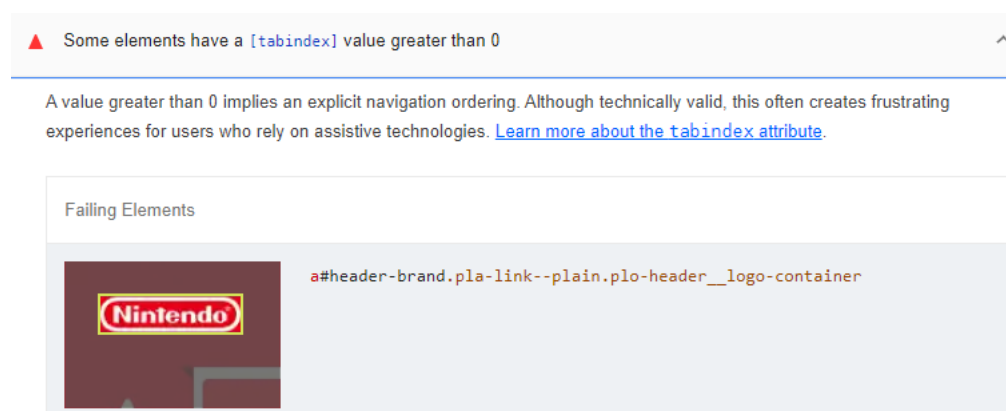 Some elements have a [tabindex] value greater than 0
A value greater than 0 implies an explicit navigation ordering. Although technically valid, this often creates frustrating
experiences for users who rely on assistive technologies. Learn more about the tabindex attribute.
Failing Elements
a#header-brand.pla-link--plain.plo-header__logo-container
Nintendo